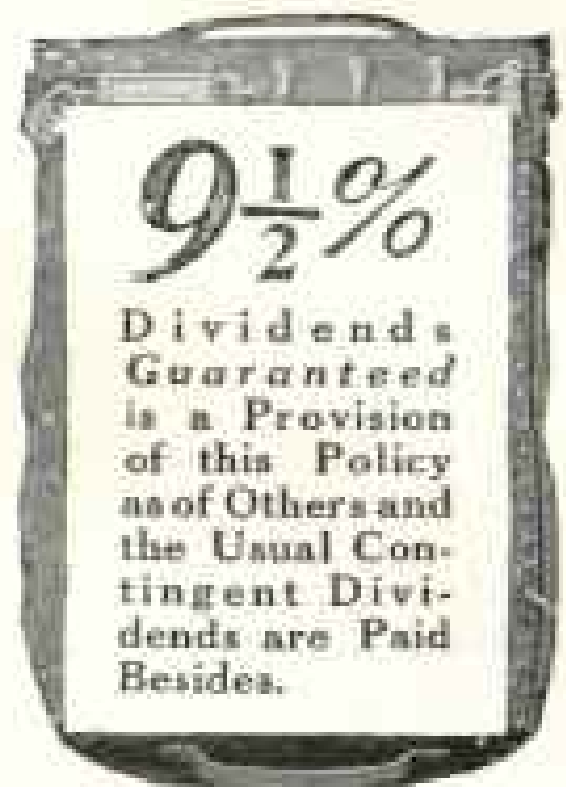 9½%
Dividends
Guaranteed
is a Provision
of this Policy
as of Others and
the Usual Con-
tingent Divi-
dends are Paid
Besides.